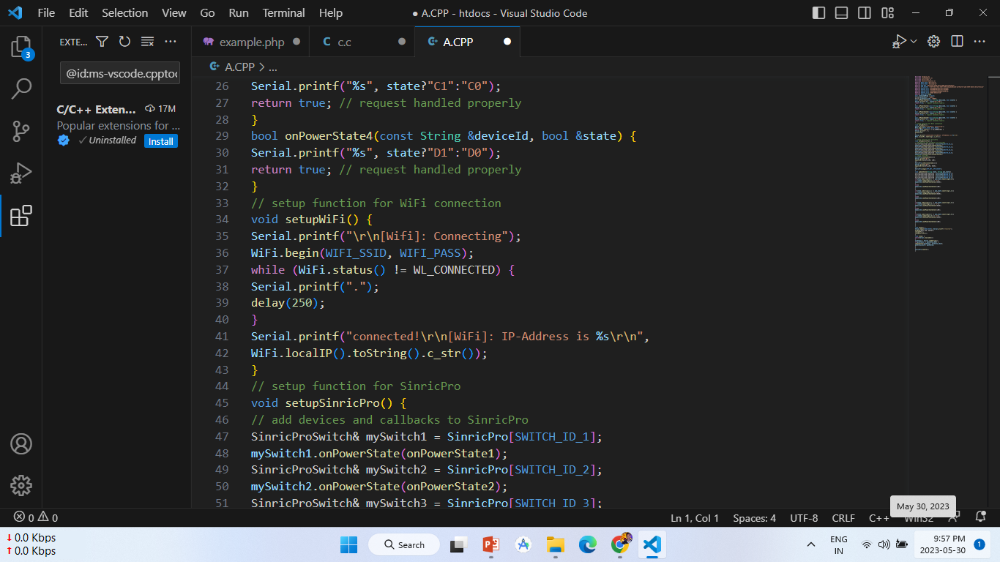 File Edit Selection View Go Run Terminal Help
● A.CPP - htdocs - Visual Studio Code
EXTE...
example.php
C c.c
A.CPP
@id:ms-vscode.cpptoo
A.CPP > ...
3
C/C++ Exten... 17M
Popular extensions for ...
✓ Uninstalled Install
26 Serial.printf("%s", state?"C1":"C0");
27 return true; // request handled properly
28 }
29 bool onPowerState4(const String &deviceId, bool &state) {
30 Serial.printf("%s", state?"D1":"D0");
31 return true; // request handled properly
32 }
33 // setup function for WiFi connection
34 void setupWiFi() {
35 Serial.printf("\r\n[Wifi]: Connecting");
36 WiFi.begin(WIFI_SSID, WIFI_PASS);
37 while (WiFi.status() != WL_CONNECTED) {
38 Serial.printf(".");
39 delay(250);
40 }
41 Serial.printf("connected!\r\n[WiFi]: IP-Address is %s\r\n",
42 WiFi.localIP().toString().c_str());
43 }
44 // setup function for SinricPro
45 void setupSinricPro() {
46 // add devices and callbacks to SinricPro
47 SinricProSwitch& mySwitch1 = SinricPro[SWITCH_ID_1];
48 mySwitch1.onPowerState(onPowerState1);
49 SinricProSwitch& mySwitch2 = SinricPro[SWITCH_ID_2];
50 mySwitch2.onPowerState(onPowerState2);
51 SinricProSwitch& mySwitch3 = SinricPro[SWITCH_ID_3];
May 30, 2023
0 0
Ln 1, Col 1 Spaces: 4 UTF-8 CRLF C++ Win32
0.0 Kbps
0.0 Kbps
Search
ENG
IN
9:57 PM
2023-05-30
1